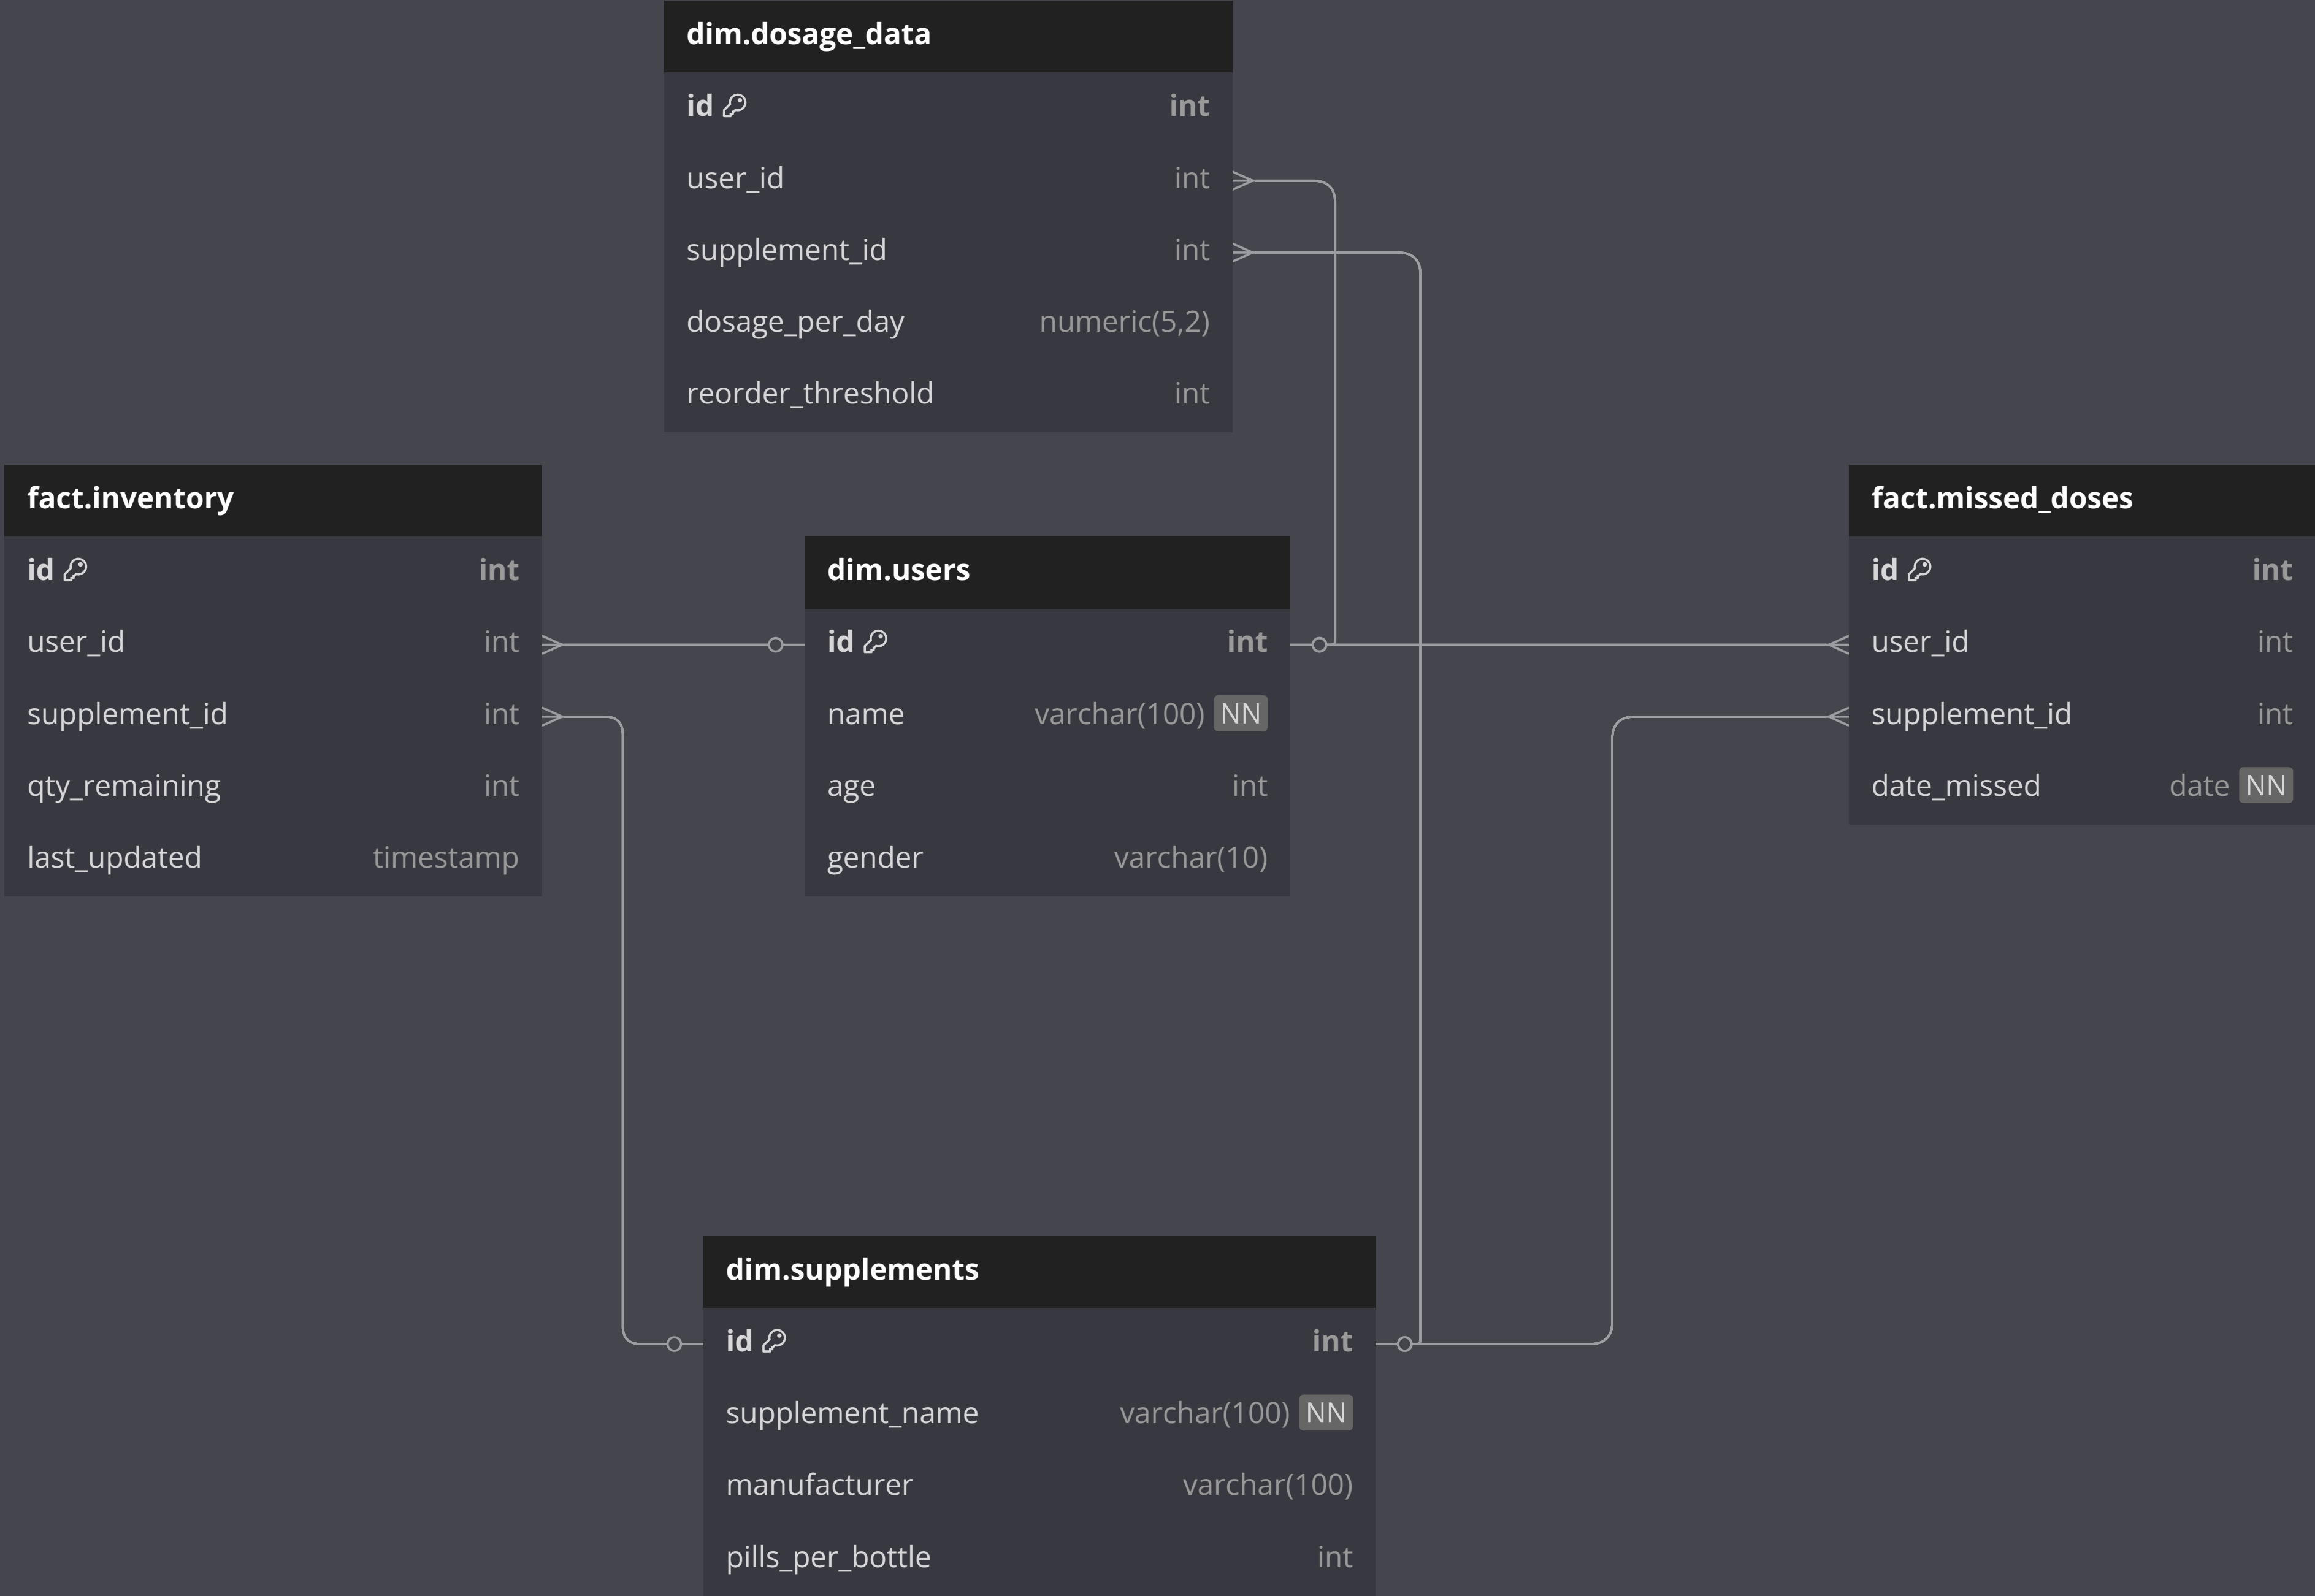 dim.dosage_data
id int
user_id int
supplement_id int
dosage_per_day numeric(5,2)
reorder_threshold int
fact.inventory
id int
user_id int
supplement_id int
qty_remaining int
last_updated timestamp
dim.users
id int
name varchar(100) NN
age int
gender varchar(10)
fact.missed_doses
id int
user_id int
supplement_id int
date_missed date NN
dim.supplements
id int
supplement_name varchar(100) NN
manufacturer varchar(100)
pills_per_bottle int